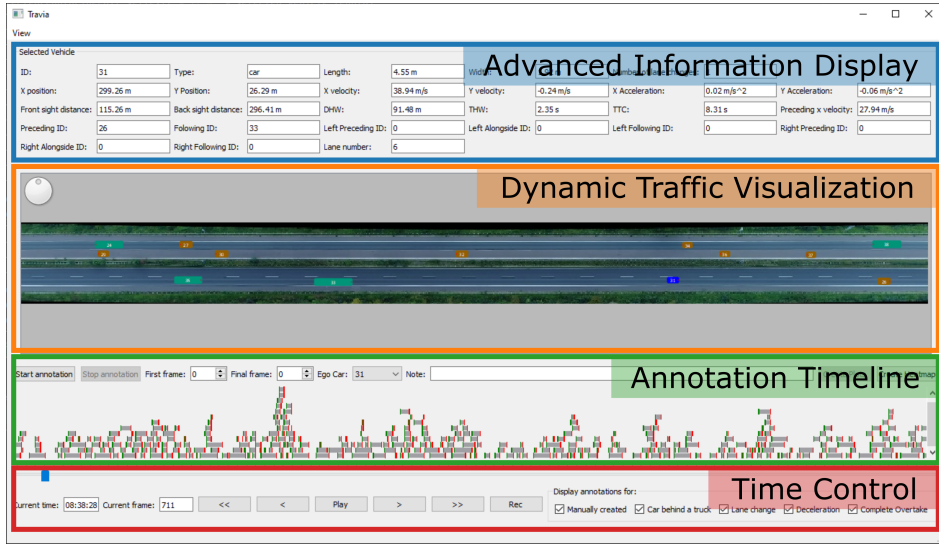 Travia
View
Selected Vehicle
Advanced Information Display
ID: 31 Type: car Length: 4.55 m
X position: 299.26 m Y Position: 26.29 m X velocity: 38.94 m/s Y velocity: -0.24 m/s X Acceleration: 0.02 m/s^2 Y Acceleration: -0.06 m/s^2
Front sight distance: 115.26 m Back sight distance: 296.41 m DHW: 91.48 m THW: 2.35 s TTC: 8.31 s Preceding x velocity: 27.94 m/s
Preceding ID: 26 Folowing ID: 33 Left Preceding ID: 0 Left Alongside ID: 0 Left Following ID: 0 Right Preceding ID: 0
Right Alongside ID: 0 Right Following ID: 0 Lane number: 6
Dynamic Traffic Visualization
Annotation Timeline
Start annotation Stop annotation First frame: 0 Final frame: 0 Ego Car: 31 Note:
Time Control
Display annotations for:
Current time: 08:38:28 Current frame: 711 << < Play > >> Rec
Manually created Car behind a truck Lane change Deceleration Complete Overtake